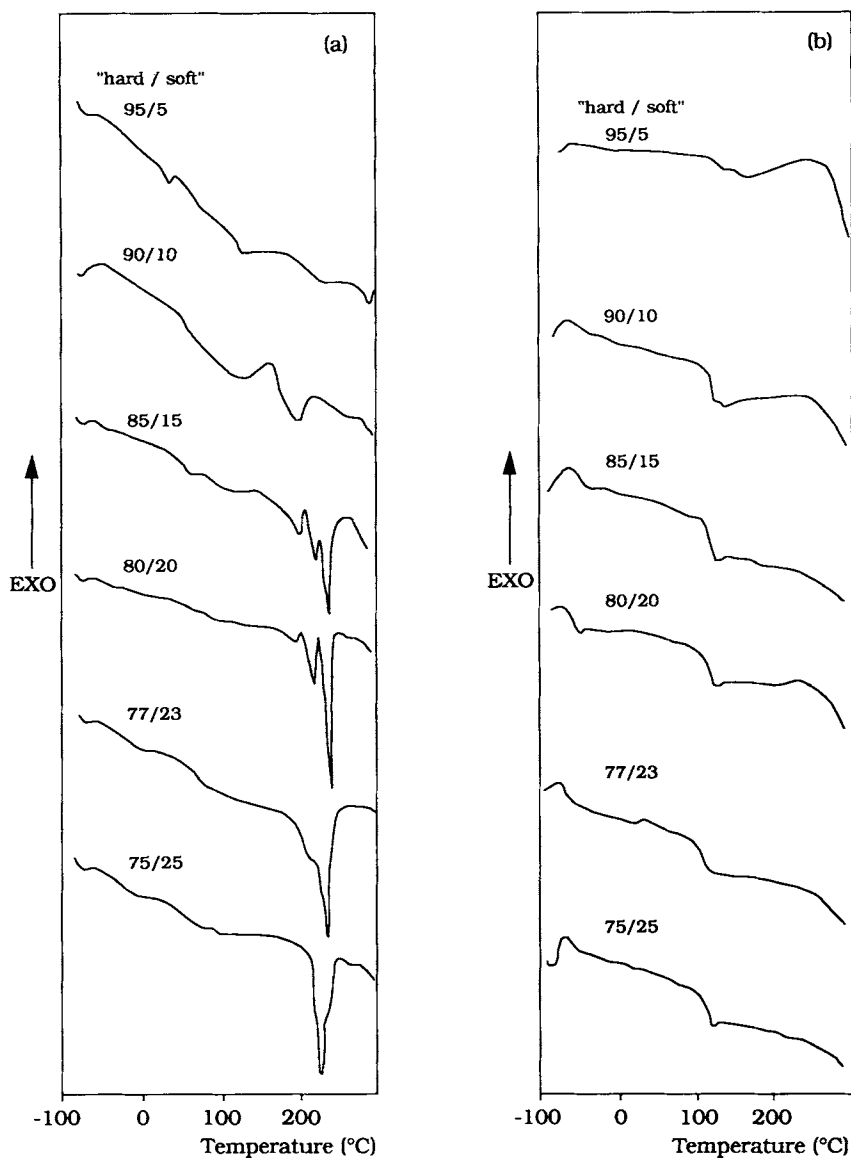 (a)
"hard / soft"
95/5
90/10
85/15
80/20
77/23
75/25
EXO
-100 0 100 200
Temperature (°C)
(b)
"hard / soft"
95/5
90/10
85/15
80/20
77/23
75/25
EXO
-100 0 100 200
Temperature (°C)